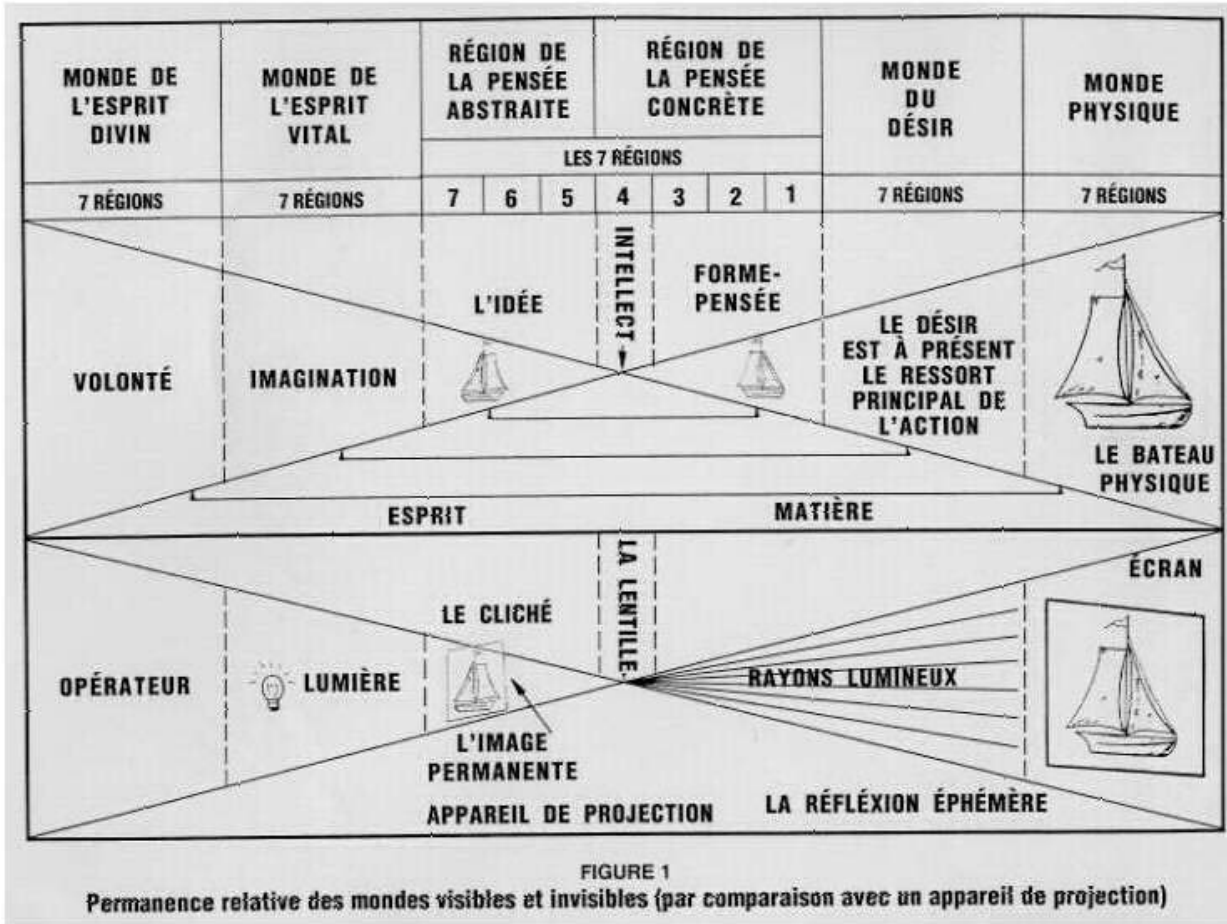 MONDE DE
L'ESPRIT
DIVIN
MONDE DE
L'ESPRIT
VITAL
RÉGION DE
LA PENSÉE
ABSTRAITE
RÉGION DE
LA PENSÉE
CONCRÈTE
MONDE
DU
DÉSIR
MONDE
PHYSIQUE
LES 7 RÉGIONS
7 RÉGIONS
7 RÉGIONS
7
6
5
4
3
2
1
7 RÉGIONS
7 RÉGIONS
INTELLECT
L'IDÉE
FORME-
PENSÉE
VOLONTÉ
IMAGINATION
LE DÉSIR
EST À PRÉSENT
LE RESSORT
PRINCIPAL DE
L'ACTION
LE BATEAU
PHYSIQUE
ESPRIT
MATIÈRE
LA LENTILLE
ÉCRAN
LE CLICHÉ
OPÉRATEUR
LUMIÈRE
RAYONS LUMINEUX
L'IMAGE
PERMANENTE
APPAREIL DE PROJECTION
LA RÉFLÉXION ÉPHÉMÈRE
FIGURE 1
Permanence relative des mondes visibles et invisibles (par comparaison avec un appareil de projection)